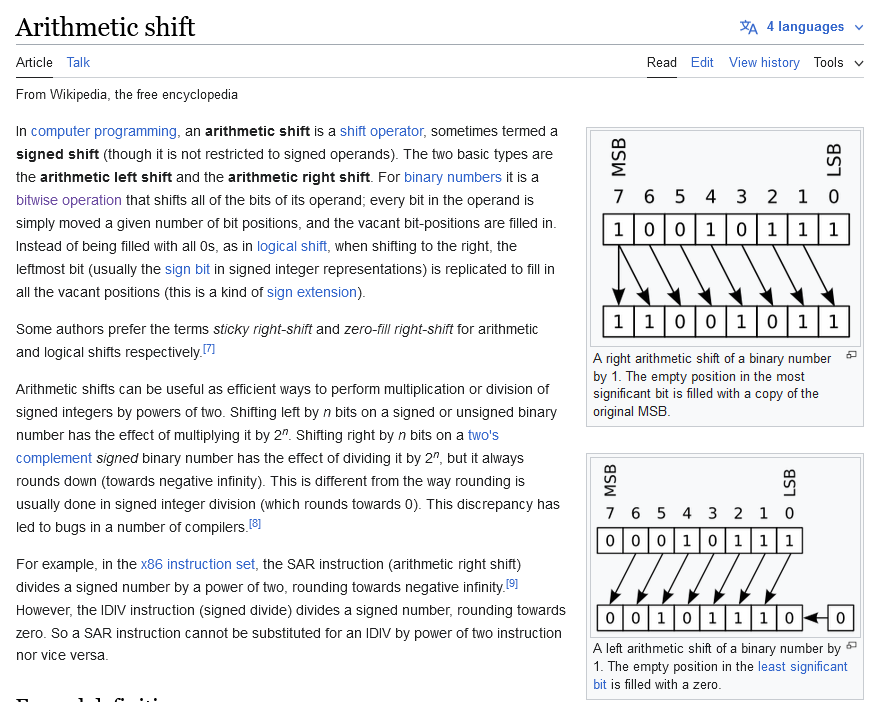 Arithmetic shift
4 languages
Article Talk
Read Edit View history Tools
From Wikipedia, the free encyclopedia
In computer programming, an arithmetic shift is a shift operator, sometimes termed a
signed shift (though it is not restricted to signed operands). The two basic types are
the arithmetic left shift and the arithmetic right shift. For binary numbers it is a
bitwise operation that shifts all of the bits of its operand; every bit in the operand is
simply moved a given number of bit positions, and the vacant bit-positions are filled in.
Instead of being filled with all 0s, as in logical shift, when shifting to the right, the
leftmost bit (usually the sign bit in signed integer representations) is replicated to fill in
all the vacant positions (this is a kind of sign extension).
Some authors prefer the terms sticky right-shift and zero-fill right-shift for arithmetic
and logical shifts respectively.[7]
Arithmetic shifts can be useful as efficient ways to perform multiplication or division of
signed integers by powers of two. Shifting left by n bits on a signed or unsigned binary
number has the effect of multiplying it by 2ⁿ. Shifting right by n bits on a two's
complement signed binary number has the effect of dividing it by 2ⁿ, but it always
rounds down (towards negative infinity). This is different from the way rounding is
usually done in signed integer division (which rounds towards 0). This discrepancy has
led to bugs in a number of compilers.[8]
For example, in the x86 instruction set, the SAR instruction (arithmetic right shift)
divides a signed number by a power of two, rounding towards negative infinity.[9]
However, the IDIV instruction (signed divide) divides a signed number, rounding towards
zero. So a SAR instruction cannot be substituted for an IDIV by power of two instruction
nor vice versa.
MSB LSB
7 6 5 4 3 2 1 0
1 0 0 1 0 1 1 1
1 1 0 0 1 0 1 1
A right arithmetic shift of a binary number
by 1. The empty position in the most
significant bit is filled with a copy of the
original MSB.
MSB LSB
7 6 5 4 3 2 1 0
0 0 0 1 0 1 1 1
0 0 1 0 1 1 1 0 0
A left arithmetic shift of a binary number by
1. The empty position in the least significant
bit is filled with a zero.